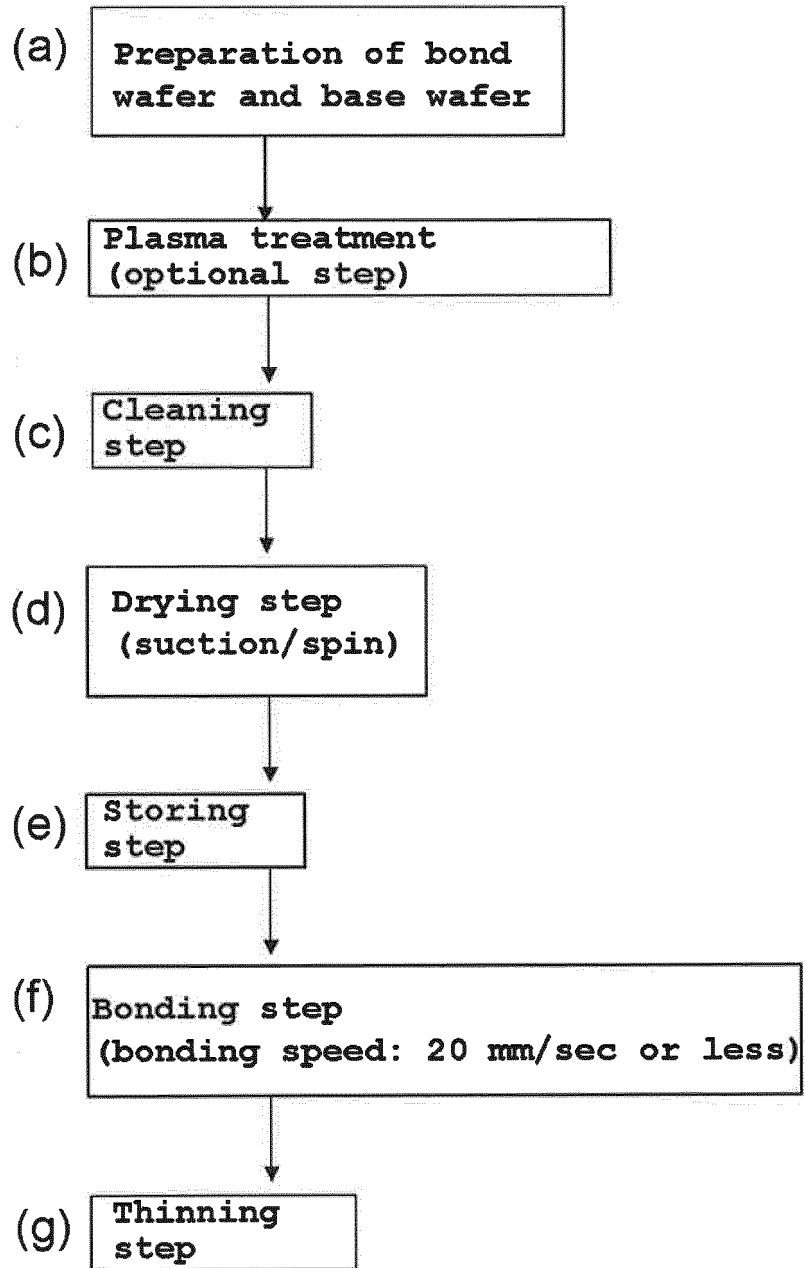 (a)
Preparation of bond
wafer and base wafer
(b)
Plasma treatment
(optional step)
(c)
Cleaning
step
(d)
Drying step
(suction/spin)
(e)
Storing
step
(f)
Bonding step
(bonding speed: 20 mm/sec or less)
(g)
Thinning
step